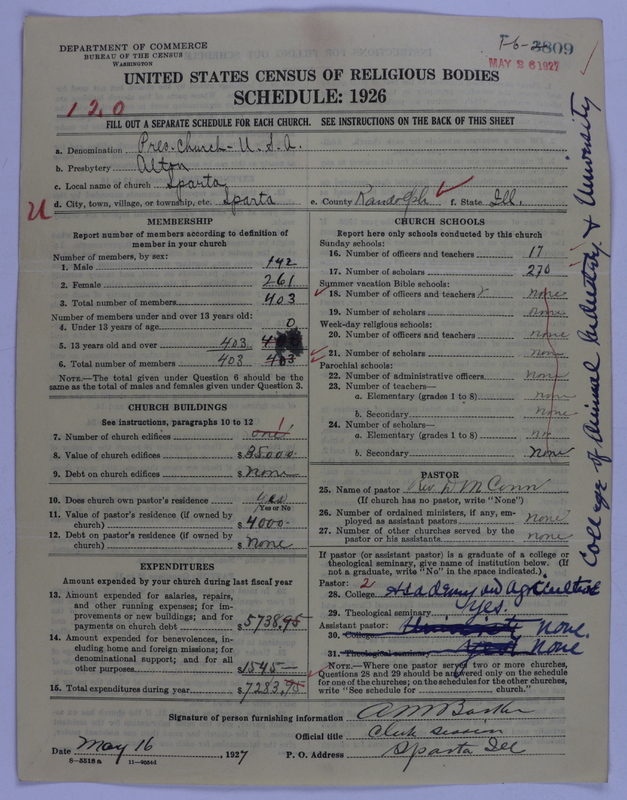 DEPARTMENT OF COMMERCE
BUREAU OF THE CENSUS
WASHINGTON
T-6-
3809
MAY 26 1927
UNITED STATES CENSUS OF RELIGIOUS BODIES
SCHEDULE: 1926
120
FILL OUT A SEPARATE SCHEDULE FOR EACH CHURCH. SEE INSTRUCTIONS ON THE BACK OF THIS SHEET
a. Denomination Pres-Church-U.S.A.
b. Presbytery Alton
c. Local name of church Sparta
d. City, town, village, or township, etc. Sparta e. County Randolph f. State Ill.
U
MEMBERSHIP
Report number of members according to definition of member in your church
Number of members, by sex:
1. Male 142
2. Female 261
3. Total number of members 403
Number of members under and over 13 years old:
4. Under 13 years of age 0
5. 13 years old and over 403
6. Total number of members 403 403
NOTE.—The total given under Question 6 should be the same as the total of males and females given under Question 3.
CHURCH BUILDINGS
See instructions, paragraphs 10 to 12
7. Number of church edifices one 1
8. Value of church edifices $35000
9. Debt on church edifices $None
10. Does church own pastor's residence Yes
Yes or No
11. Value of pastor's residence (if owned by church) $4000
12. Debt on pastor's residence (if owned by church) $None
EXPENDITURES
Amount expended by your church during last fiscal year
13. Amount expended for salaries, repairs, and other running expenses; for improvements or new buildings; and for payments on church debt $5738.95
14. Amount expended for benevolences, including home and foreign missions; for denominational support; and for all other purposes $1545—
15. Total expenditures during year $7283.95
CHURCH SCHOOLS
Report here only schools conducted by this church
Sunday schools:
16. Number of officers and teachers 17
17. Number of scholars 270
Summer vacation Bible schools:
18. Number of officers and teachers None
19. Number of scholars None
Week-day religious schools:
20. Number of officers and teachers none
21. Number of scholars None
Parochial schools:
22. Number of administrative officers None
23. Number of teachers—
a. Elementary (grades 1 to 8) none
b. Secondary None
24. Number of scholars—
a. Elementary (grades 1 to 8) no
b. Secondary None
PASTOR
25. Name of pastor Rev. D. McConn
(If church has no pastor, write "None")
26. Number of ordained ministers, if any, employed as assistant pastors None
27. Number of other churches served by the pastor or his assistants None
If pastor (or assistant pastor) is a graduate of a college or theological seminary, give name of institution below. (If not a graduate, write "No" in the space indicated.)
Pastor: 2
28. College Academy and Agricultural
29. Theological seminary yes.
Assistant pastor:
30. College University None.
31. Theological seminary None
NOTE.—Where one pastor served two or more churches, Questions 28 and 29 should be answered only on the schedule for one of the churches; on the schedules for the other churches, write "See schedule for church."
College of Animal Industry & University
Signature of person furnishing information
Official title Clerk Session
Date May 16, 1927 P. O. Address Sparta Ill
8—5518a 11—9034d